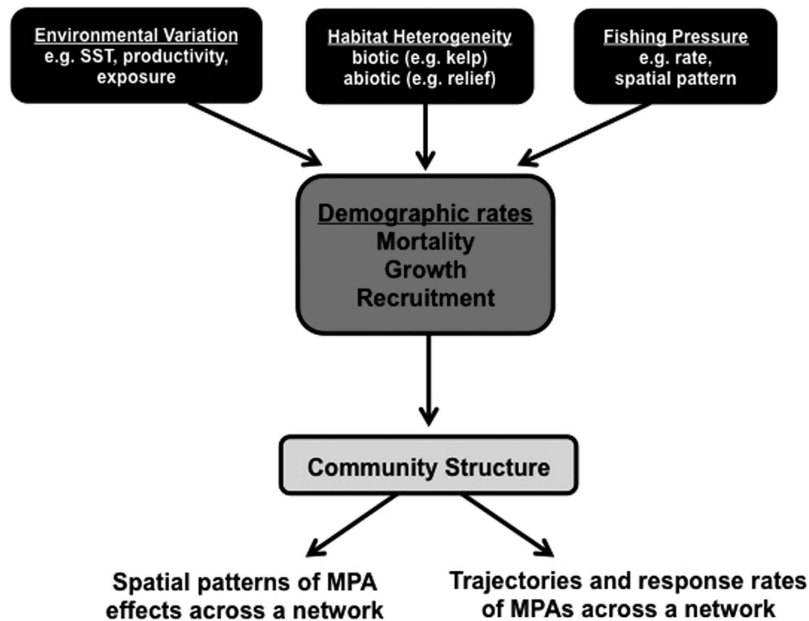 Environmental Variation
e.g. SST, productivity,
exposure
Habitat Heterogeneity
biotic (e.g. kelp)
abiotic (e.g. relief)
Fishing Pressure
e.g. rate,
spatial pattern
Demographic rates
Mortality
Growth
Recruitment
Community Structure
Spatial patterns of MPA
effects across a network
Trajectories and response rates
of MPAs across a network